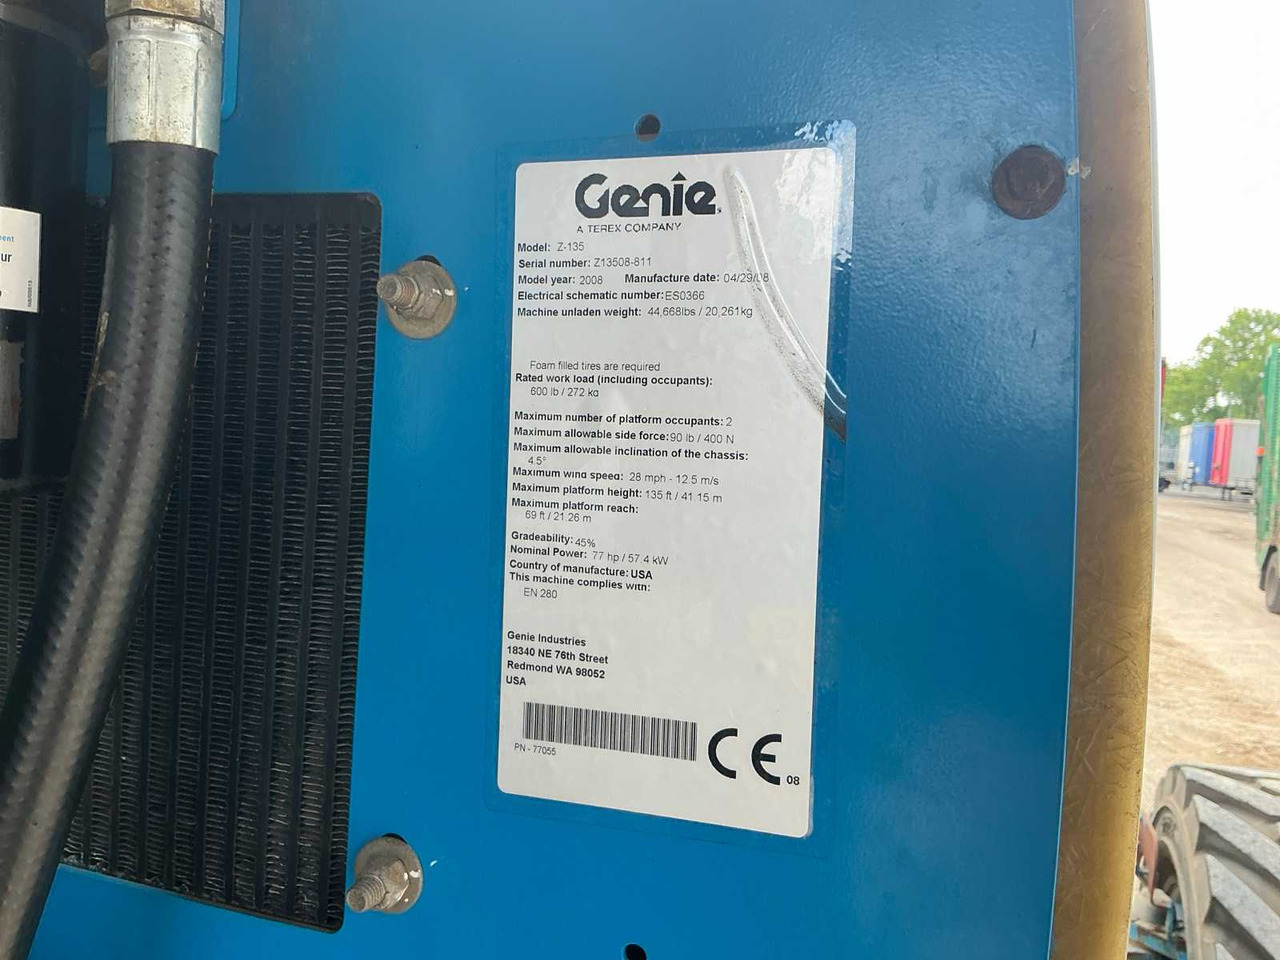 Genie
A TEREX COMPANY
Model: Z-135
Serial number: Z13508-811
Model year: 2008 Manufacture date: 04/29/08
Electrical schematic number: ES0366
Machine unladen weight: 44,668lbs / 20,261kg
Foam filled tires are required
Rated work load (including occupants):
600 lb / 272 kg
Maximum number of platform occupants: 2
Maximum allowable side force: 90 lb / 400 N
Maximum allowable inclination of the chassis:
4.5°
Maximum wind speed: 28 mph - 12.5 m/s
Maximum platform height: 135 ft / 41.15 m
Maximum platform reach:
69 ft / 21.26 m
Gradeability: 45%
Nominal Power: 77 hp / 57.4 kW
Country of manufacture: USA
This machine complies with:
EN 280
Genie Industries
18340 NE 76th Street
Redmond WA 98052
USA
PN - 77055
CE 08